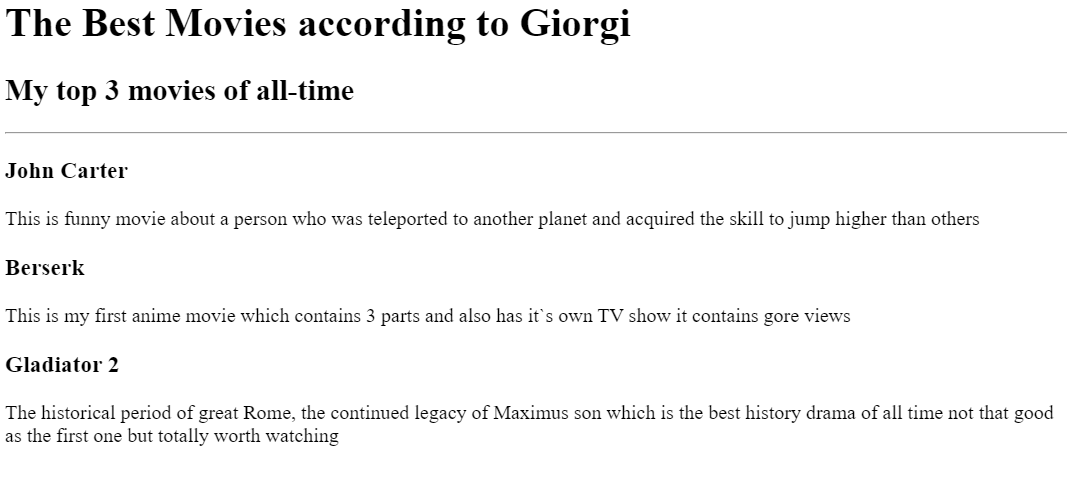 The Best Movies according to Giorgi
My top 3 movies of all-time
John Carter
This is funny movie about a person who was teleported to another planet and acquired the skill to jump higher than others
Berserk
This is my first anime movie which contains 3 parts and also has it`s own TV show it contains gore views
Gladiator 2
The historical period of great Rome, the continued legacy of Maximus son which is the best history drama of all time not that good
as the first one but totally worth watching